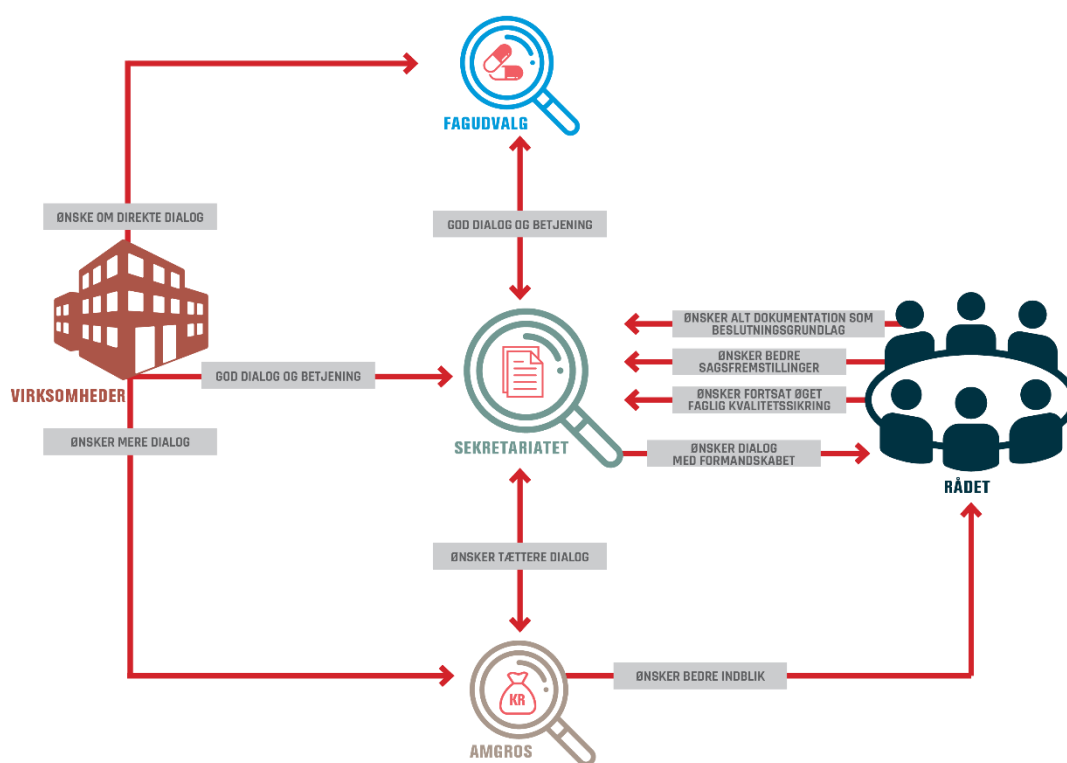 FAGUDVALG
ØNSKE OM DIREKTE DIALOG
GOD DIALOG OG BETJENING
VIRKSOMHEDER
GOD DIALOG OG BETJENING
ØNSKER MERE DIALOG
SEKRETARIATET
ØNSKER ALT DOKUMENTATION SOM
BESLUTNINGSGRUNDLAG
ØNSKER BEDRE
SAGSFREMSTILLINGER
ØNSKER FORTSAT ØGET
FAGLIG KVALITETSSIKRING
ØNSKER DIALOG
MED FORMANDSKABET
RÅDET
ØNSKER TÆTTERE DIALOG
ØNSKER BEDRE INDBLIK
KR
AMGROS